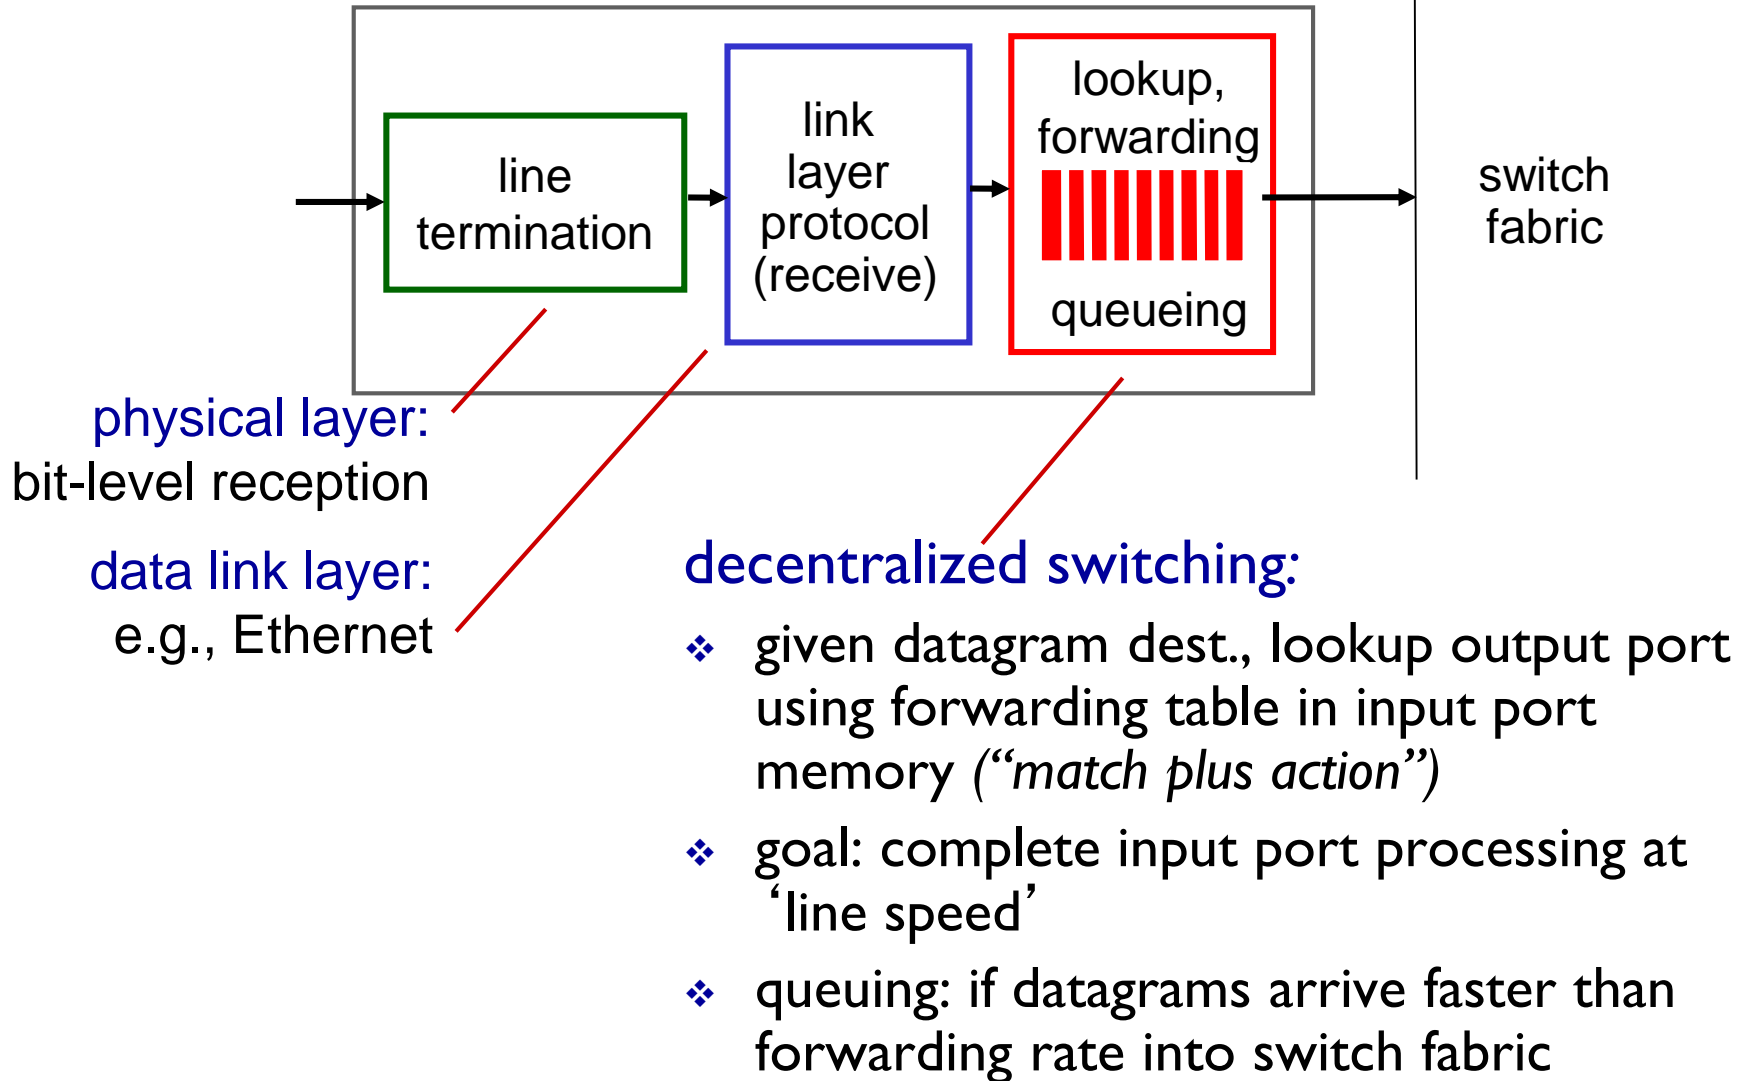 line
termination
link
layer
protocol
(receive)
lookup,
forwarding
queueing
switch
fabric
physical layer:
bit-level reception
data link layer:
e.g., Ethernet
decentralized switching:
❖ given datagram dest., lookup output port
using forwarding table in input port
memory (“match plus action”)
❖ goal: complete input port processing at
‘line speed’
❖ queuing: if datagrams arrive faster than
forwarding rate into switch fabric